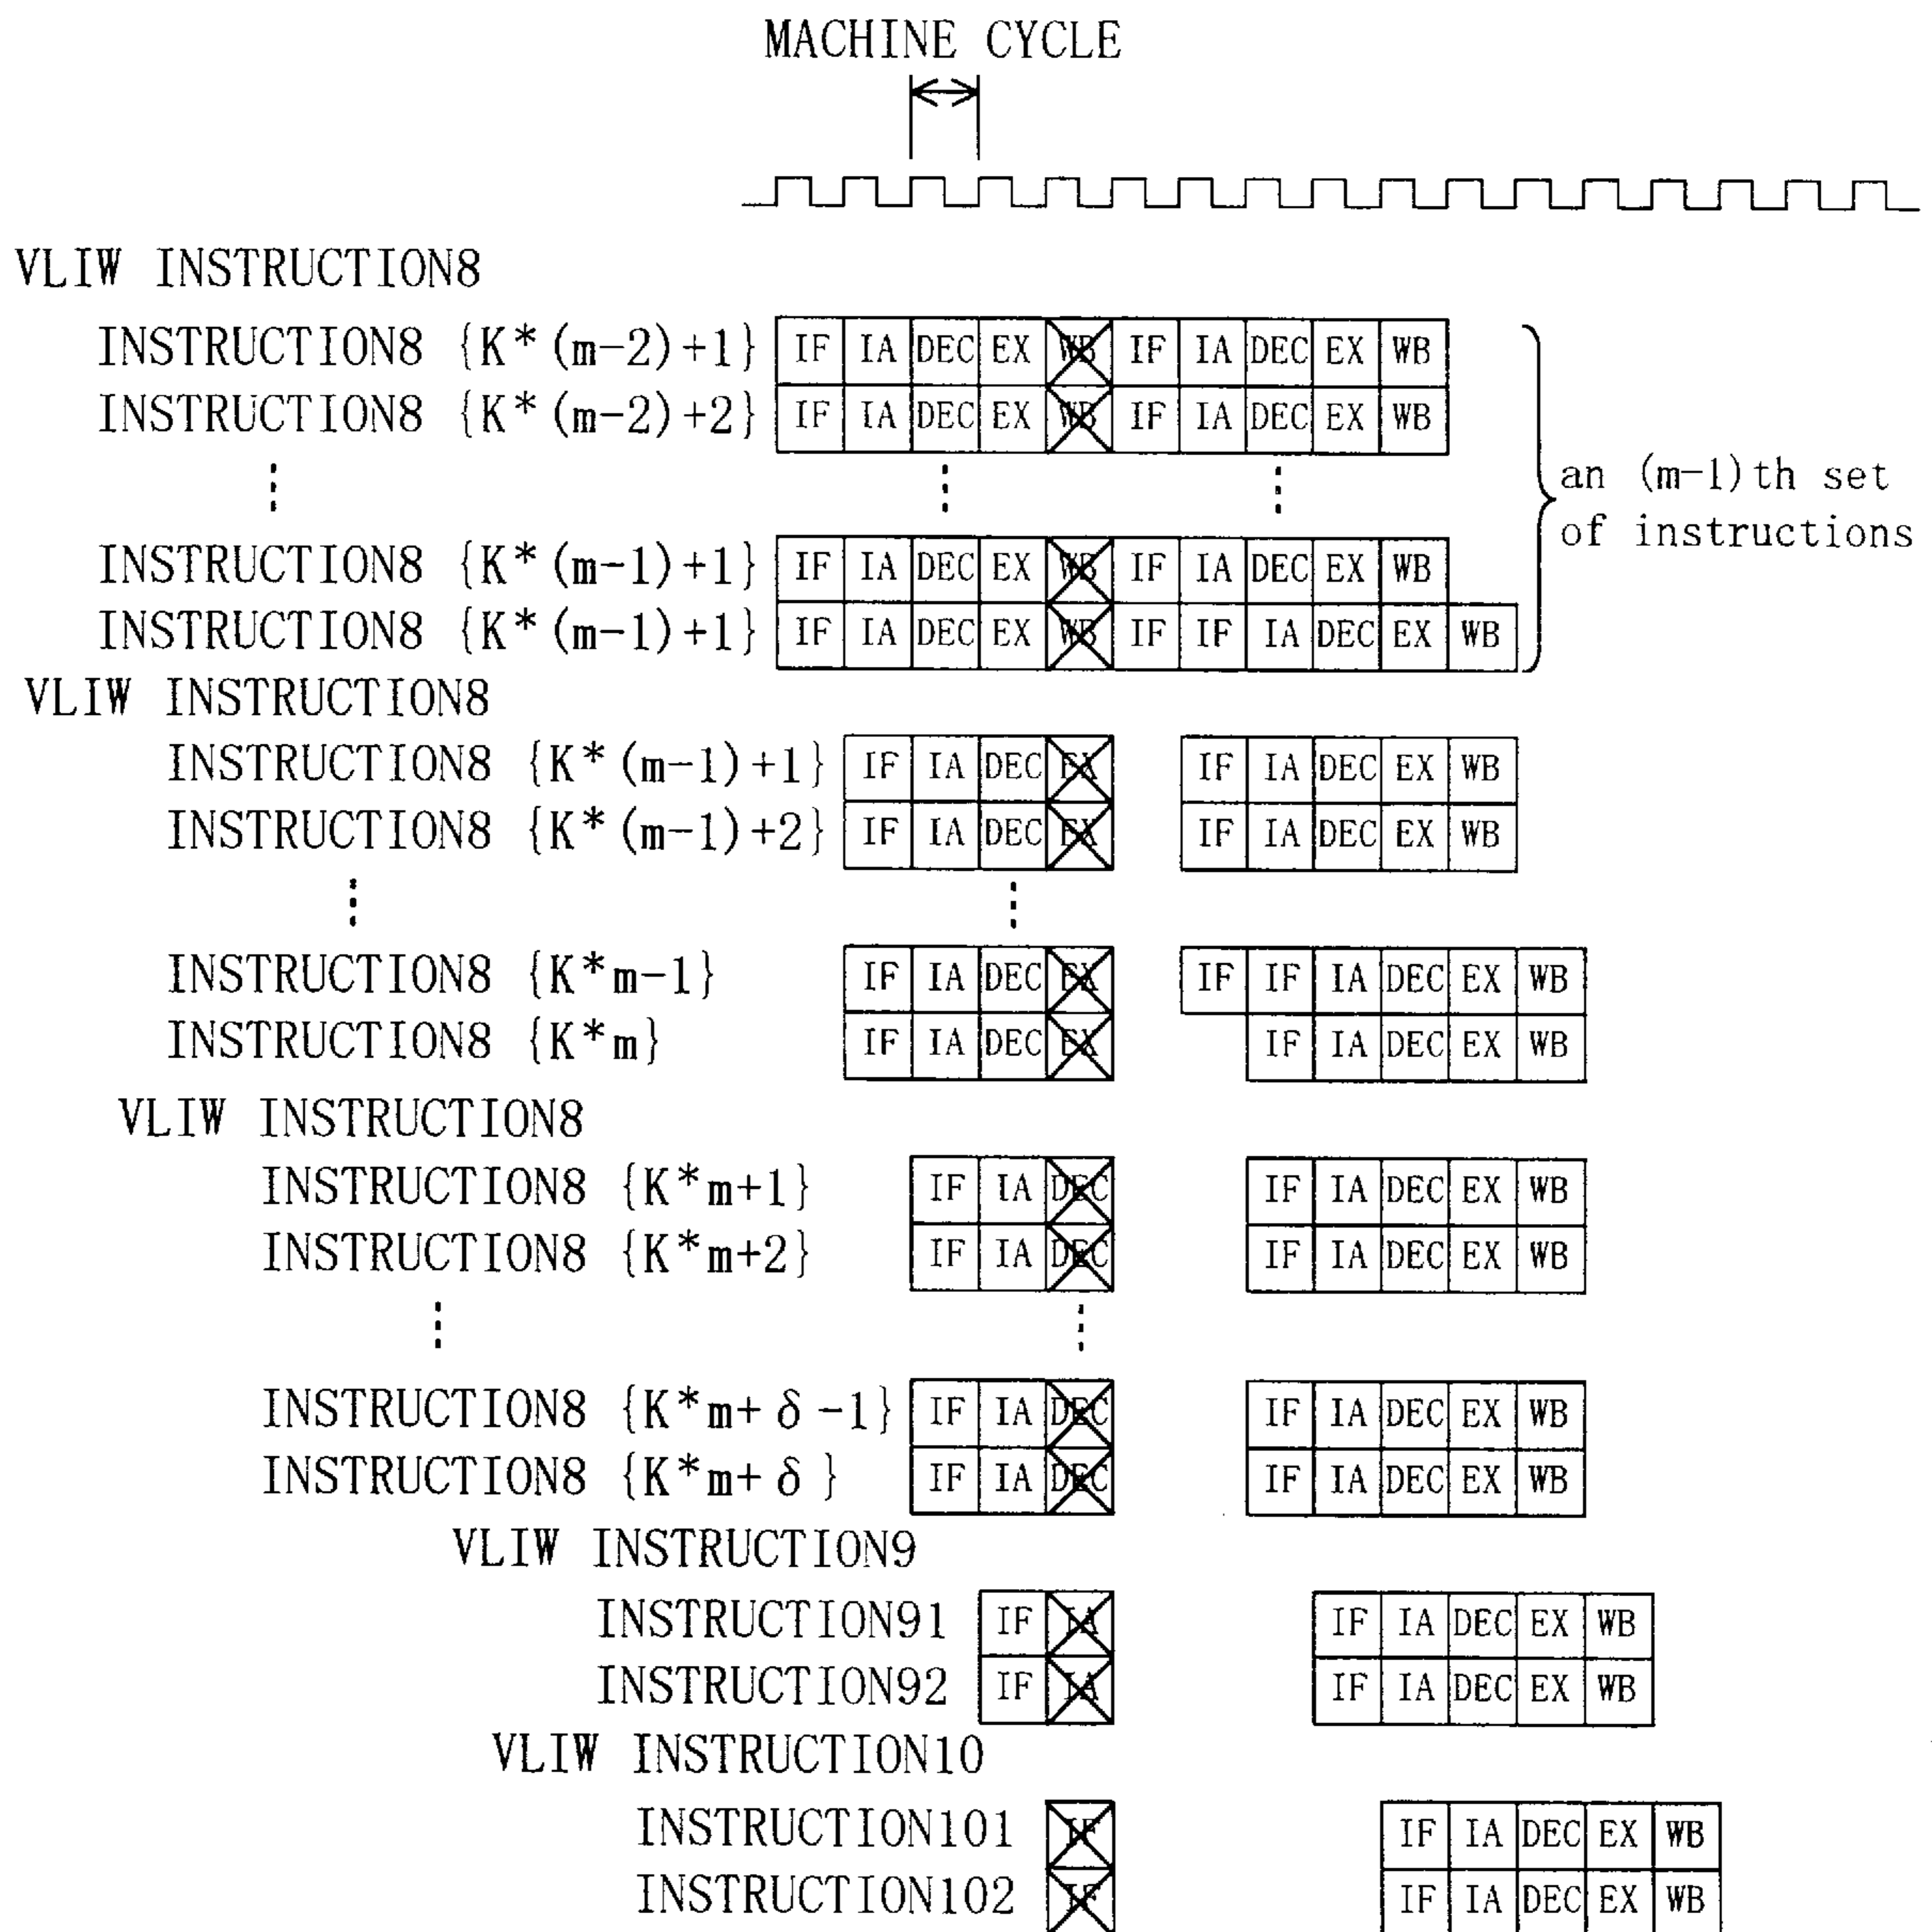 MACHINE CYCLE
VLIW INSTRUCTION8
INSTRUCTION8 {K*(m-2)+1} IF IA DEC EX WB IF IA DEC EX WB
INSTRUCTION8 {K*(m-2)+2} IF IA DEC EX WB IF IA DEC EX WB
an (m-1)th set
of instructions
INSTRUCTION8 {K*(m-1)+1} IF IA DEC EX WB IF IA DEC EX WB
INSTRUCTION8 {K*(m-1)+1} IF IA DEC EX WB IF IF IA DEC EX WB
VLIW INSTRUCTION8
INSTRUCTION8 {K*(m-1)+1} IF IA DEC EX IF IA DEC EX WB
INSTRUCTION8 {K*(m-1)+2} IF IA DEC EX IF IA DEC EX WB
INSTRUCTION8 {K*m-1} IF IA DEC EX IF IF IA DEC EX WB
INSTRUCTION8 {K*m} IF IA DEC EX IF IA DEC EX WB
VLIW INSTRUCTION8
INSTRUCTION8 {K*m+1} IF IA DEC IF IA DEC EX WB
INSTRUCTION8 {K*m+2} IF IA DEC IF IA DEC EX WB
INSTRUCTION8 {K*m+δ-1} IF IA DEC IF IA DEC EX WB
INSTRUCTION8 {K*m+δ} IF IA DEC IF IA DEC EX WB
VLIW INSTRUCTION9
INSTRUCTION91 IF IA IF IA DEC EX WB
INSTRUCTION92 IF IA IF IA DEC EX WB
VLIW INSTRUCTION10
INSTRUCTION101 IF IF IA DEC EX WB
INSTRUCTION102 IF IF IA DEC EX WB